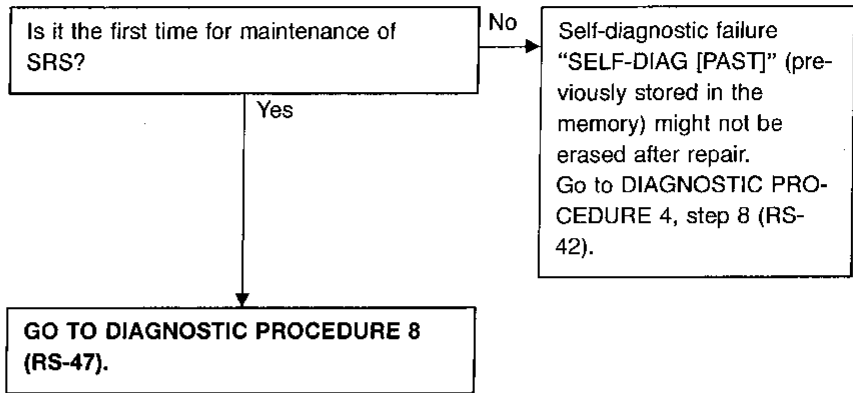 Is it the first time for maintenance of
SRS?
No
Self-diagnostic failure
“SELF-DIAG [PAST]” (pre-
viously stored in the
memory) might not be
erased after repair.
Go to DIAGNOSTIC PRO-
CEDURE 4, step 8 (RS-
42).
Yes
GO TO DIAGNOSTIC PROCEDURE 8
(RS-47).